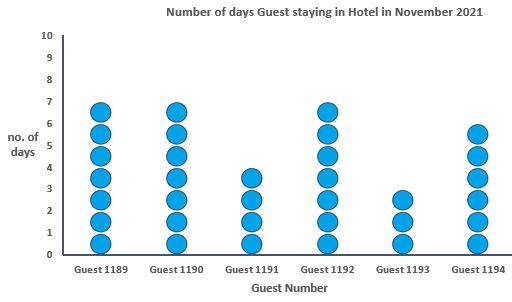 Number of days Guest staying in Hotel in November 2021
10
9
8
7
6
5
4
3
2
1
0
no. of
days
Guest 1189 Guest 1190 Guest 1191 Guest 1192 Guest 1193 Guest 1194
Guest Number